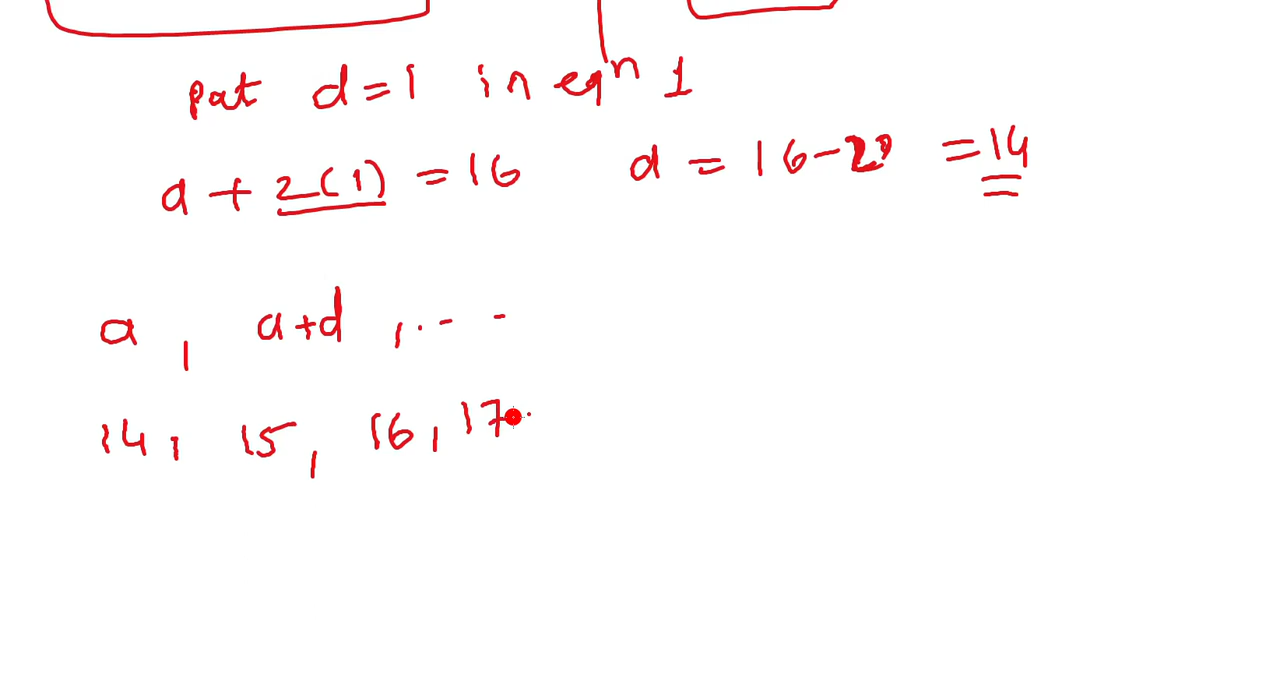 put d=1 in eqⁿ 1
a + 2(1) = 16 d = 16-2 = 14
a, a+d, ...
14, 15, 16, 17